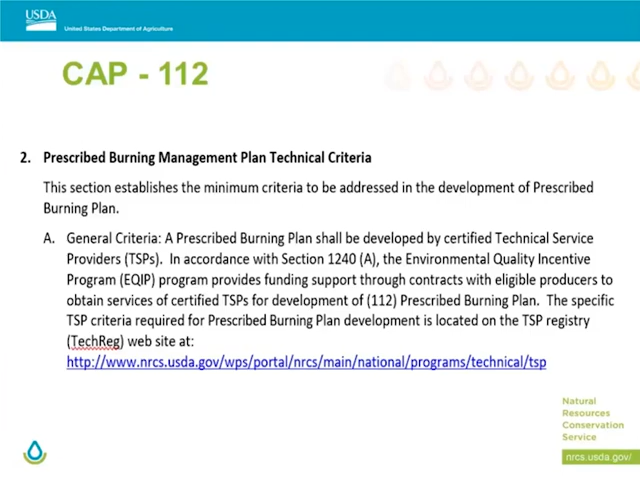 USDA
United States Department of Agriculture
CAP - 112
2. Prescribed Burning Management Plan Technical Criteria
This section establishes the minimum criteria to be addressed in the development of Prescribed
Burning Plan.
A. General Criteria: A Prescribed Burning Plan shall be developed by certified Technical Service
Providers (TSPs). In accordance with Section 1240 (A), the Environmental Quality Incentive
Program (EQIP) program provides funding support through contracts with eligible producers to
obtain services of certified TSPs for development of (112) Prescribed Burning Plan. The specific
TSP criteria required for Prescribed Burning Plan development is located on the TSP registry
(TechReg) web site at:
http://www.nrcs.usda.gov/wps/portal/nrcs/main/national/programs/technical/tsp
Natural
Resources
Conservation
Service
nrcs.usda.gov/